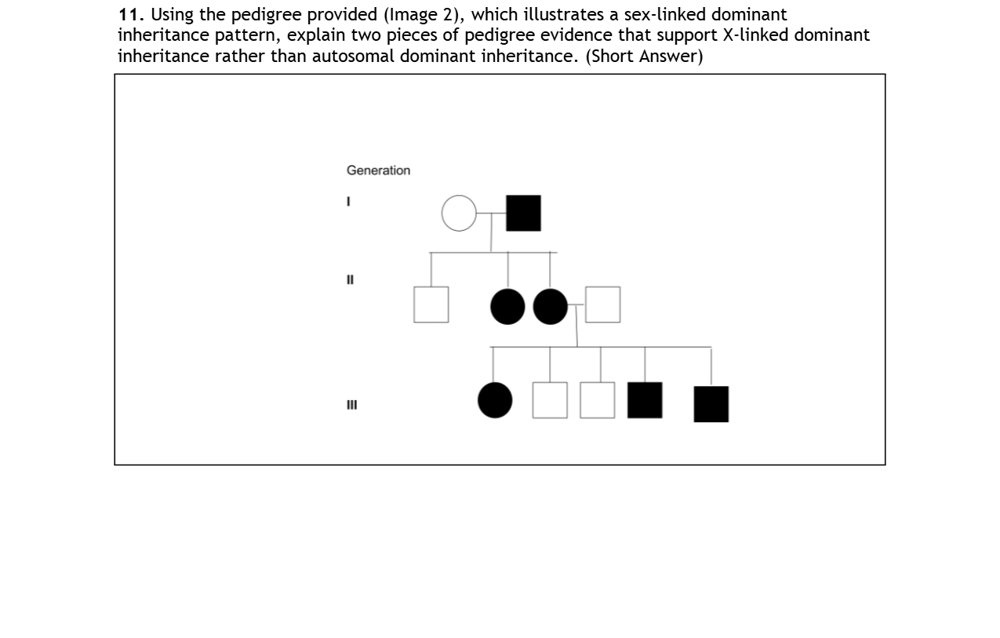 11. Using the pedigree provided (Image 2), which illustrates a sex-linked dominant
inheritance pattern, explain two pieces of pedigree evidence that support X-linked dominant
inheritance rather than autosomal dominant inheritance. (Short Answer)
Generation
I
II
III